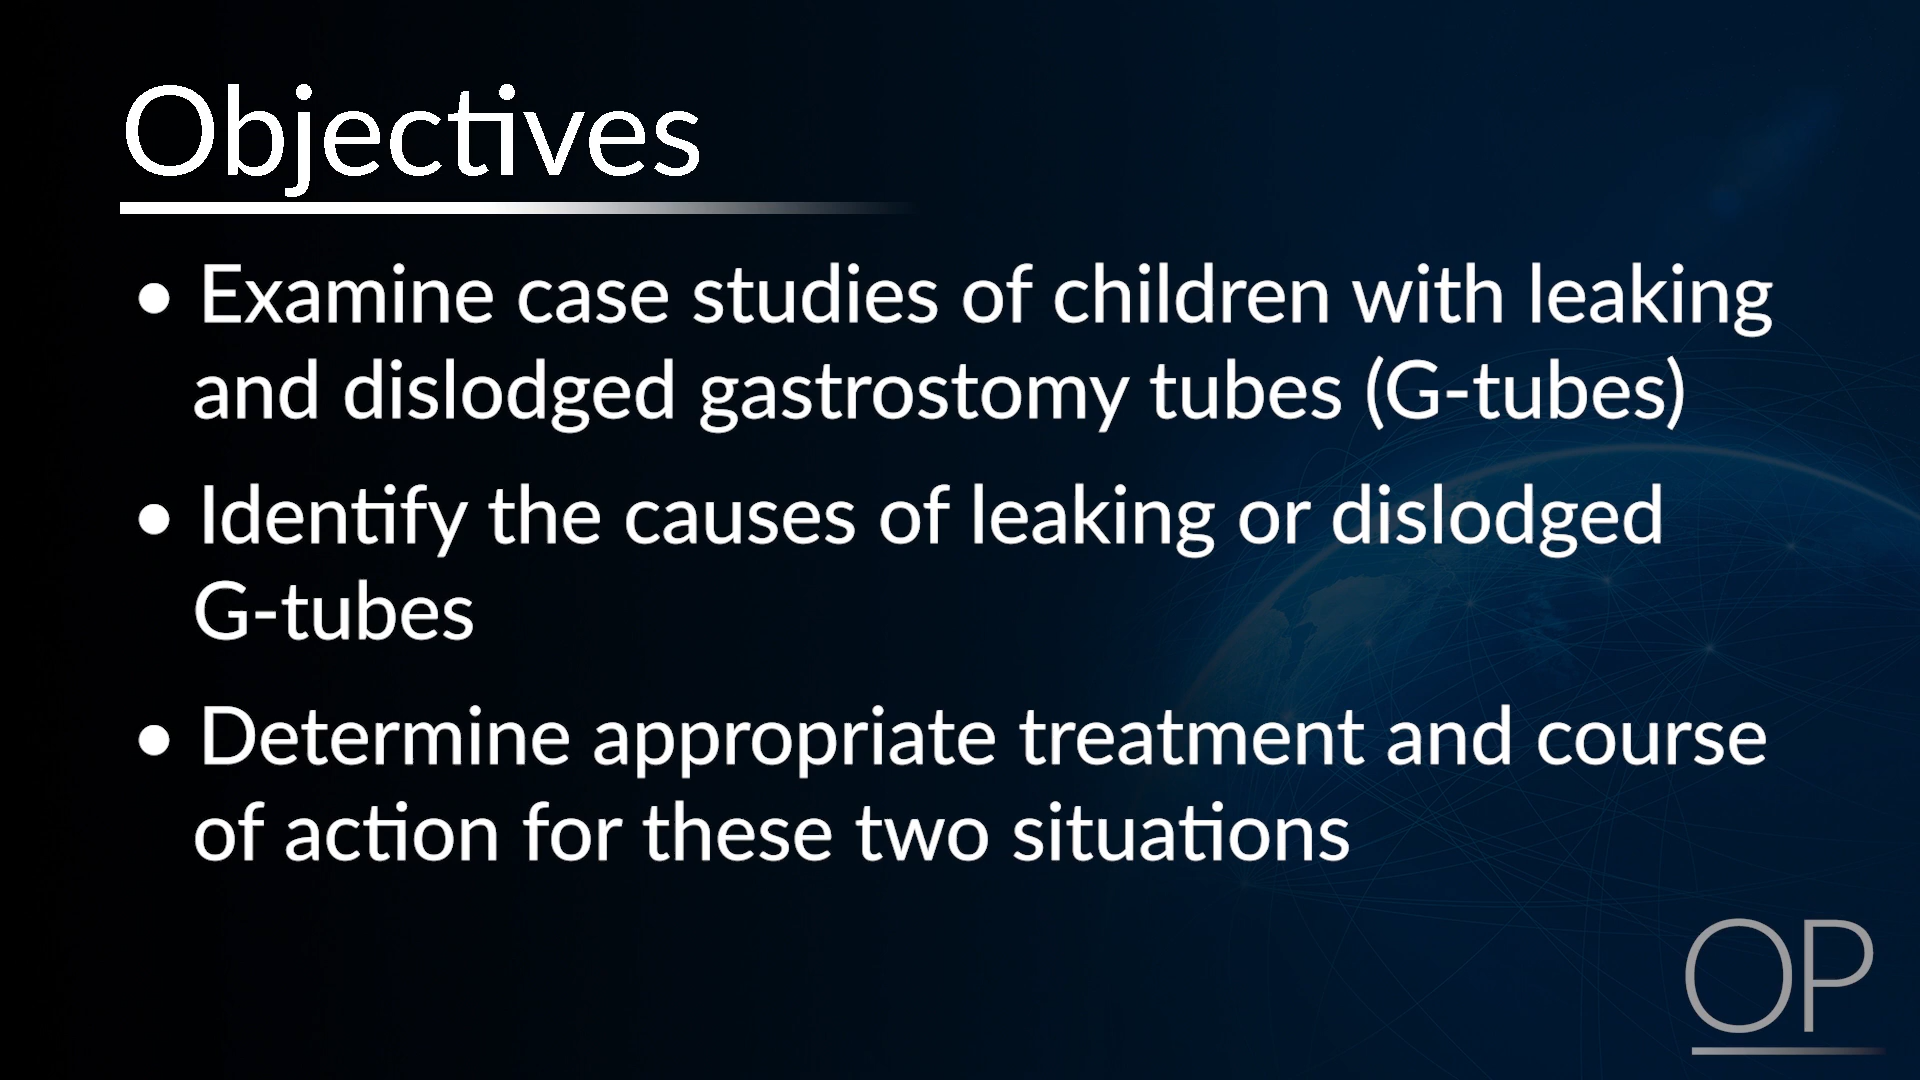 Objectives
• Examine case studies of children with leaking
and dislodged gastrostomy tubes (G-tubes)
• Identify the causes of leaking or dislodged
G-tubes
• Determine appropriate treatment and course
of action for these two situations
OP